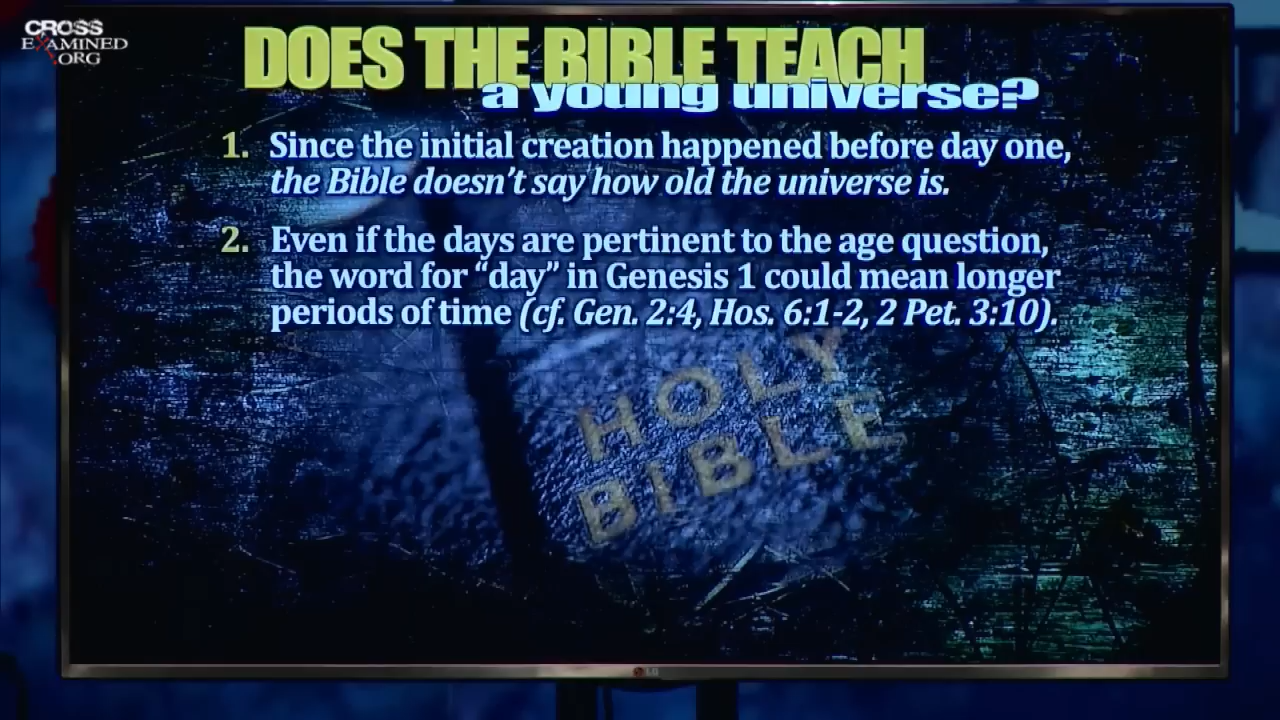 CROSS
EXAMINED
.ORG
DOES THE BIBLE TEACH
a young universe?
1. Since the initial creation happened before day one,
the Bible doesn't say how old the universe is.
2. Even if the days are pertinent to the age question,
the word for “day” in Genesis 1 could mean longer
periods of time (cf. Gen. 2:4, Hos. 6:1-2, 2 Pet. 3:10).
HOLY
BIBLE
LG